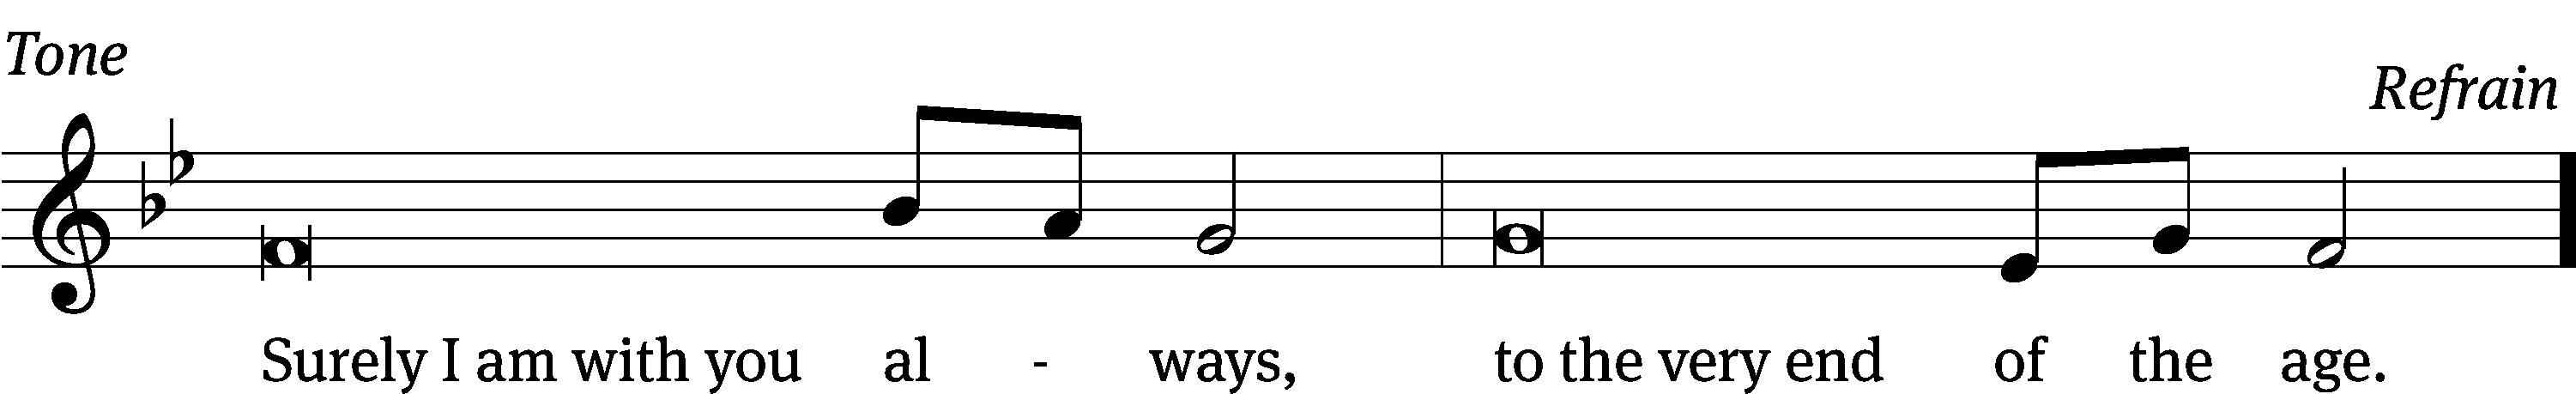 Tone
Refrain
Surely I am with you al - ways, to the very end of the age.